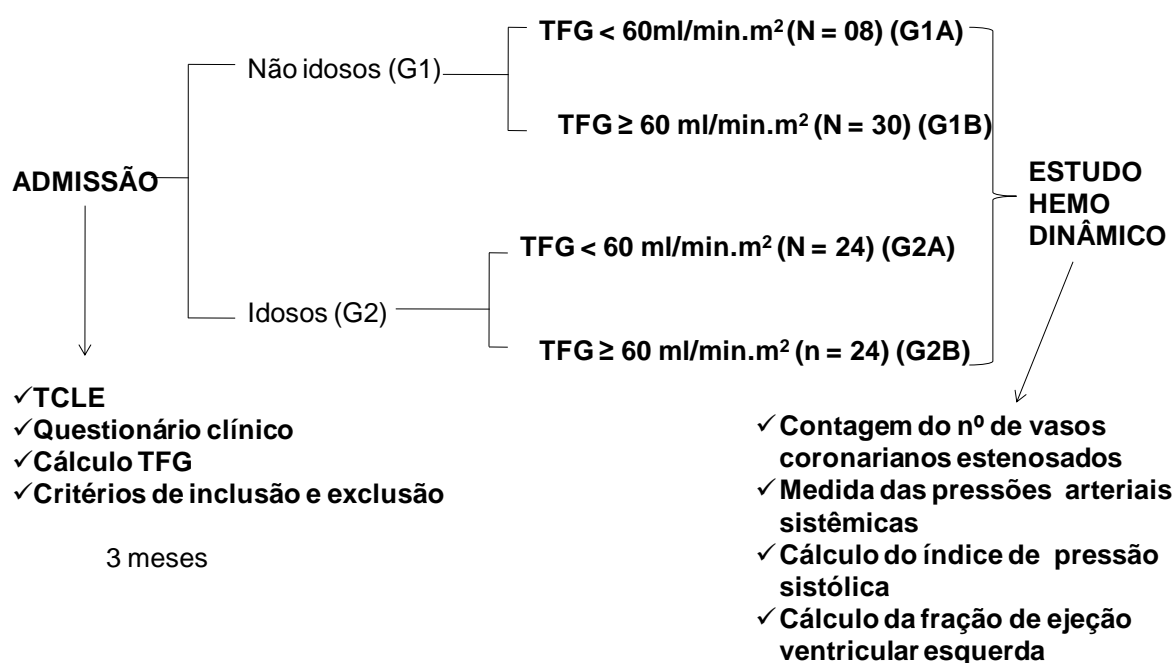 TFG < 60ml/min.m² (N = 08) (G1A)
Não idosos (G1)
TFG ≥ 60 ml/min.m² (N = 30) (G1B)
ADMISSÃO
ESTUDO
HEMO
DINÂMICO
TFG < 60 ml/min.m² (N = 24) (G2A)
Idosos (G2)
TFG ≥ 60 ml/min.m² (n = 24) (G2B)
✓TCLE
✓Questionário clínico
✓Cálculo TFG
✓Critérios de inclusão e exclusão
3 meses
✓Contagem do nº de vasos
coronarianos estenosados
✓Medida das pressões arteriais
sistêmicas
✓Cálculo do índice de pressão
sistólica
✓Cálculo da fração de ejeção
ventricular esquerda